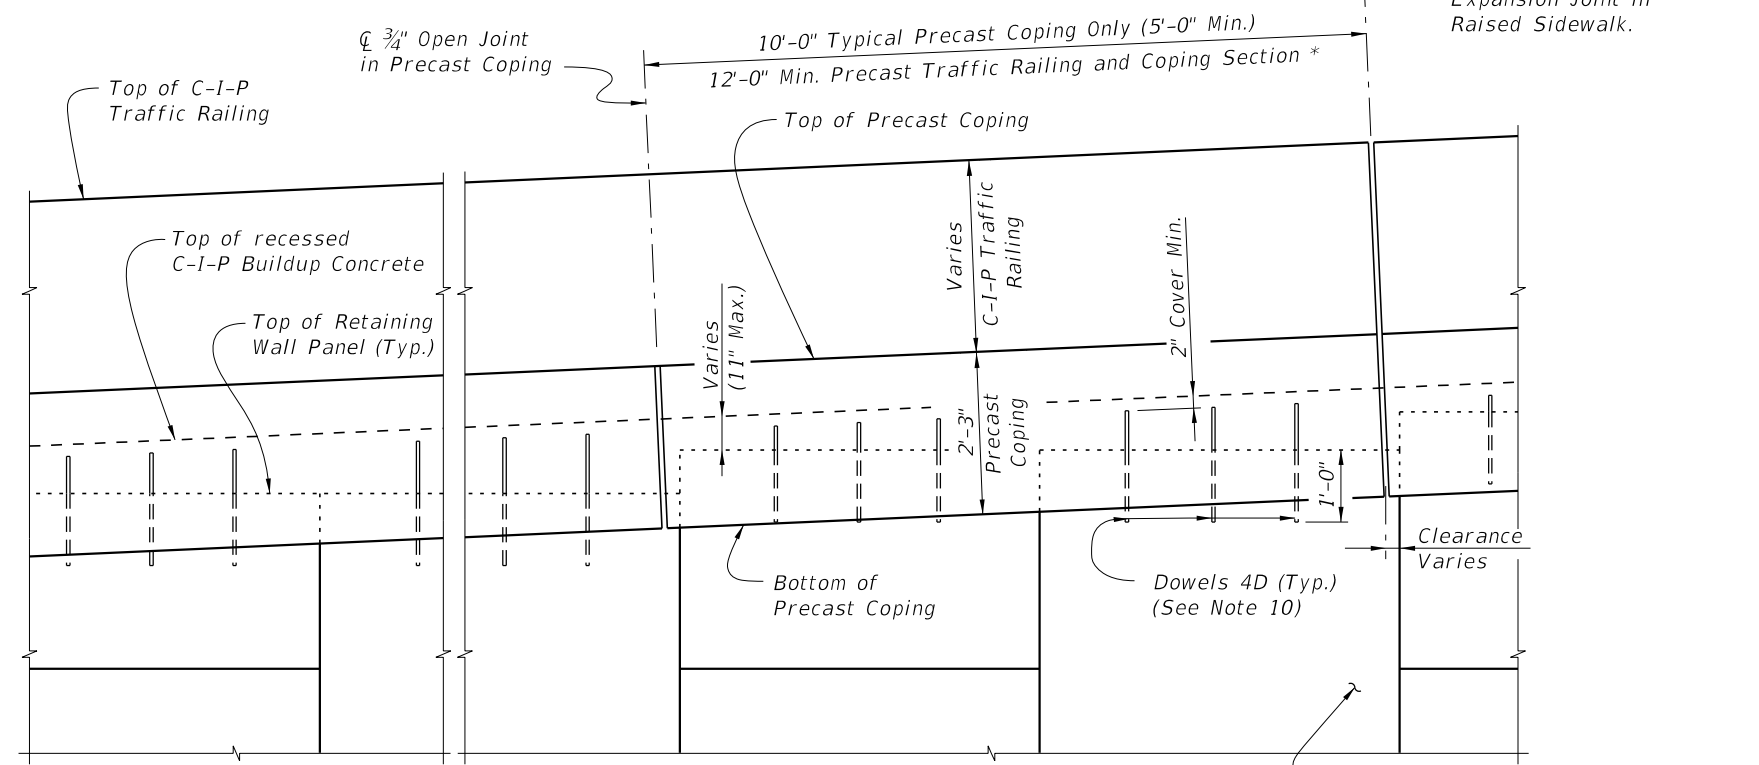 Expansion Joint in
Raised Sidewalk.
℄ ¾" Open Joint
in Precast Coping
10'-0" Typical Precast Coping Only (5'-0" Min.)
12'-0" Min. Precast Traffic Railing and Coping Section *
Top of C-I-P
Traffic Railing
Top of Precast Coping
Top of recessed
C-I-P Buildup Concrete
Varies
C-I-P Traffic
Railing
2" Cover Min.
Top of Retaining
Wall Panel (Typ.)
Varies
(11" Max.)
2'-3"
Precast
Coping
1'-0"
Clearance
Varies
Bottom of
Precast Coping
Dowels 4D (Typ.)
(See Note 10)